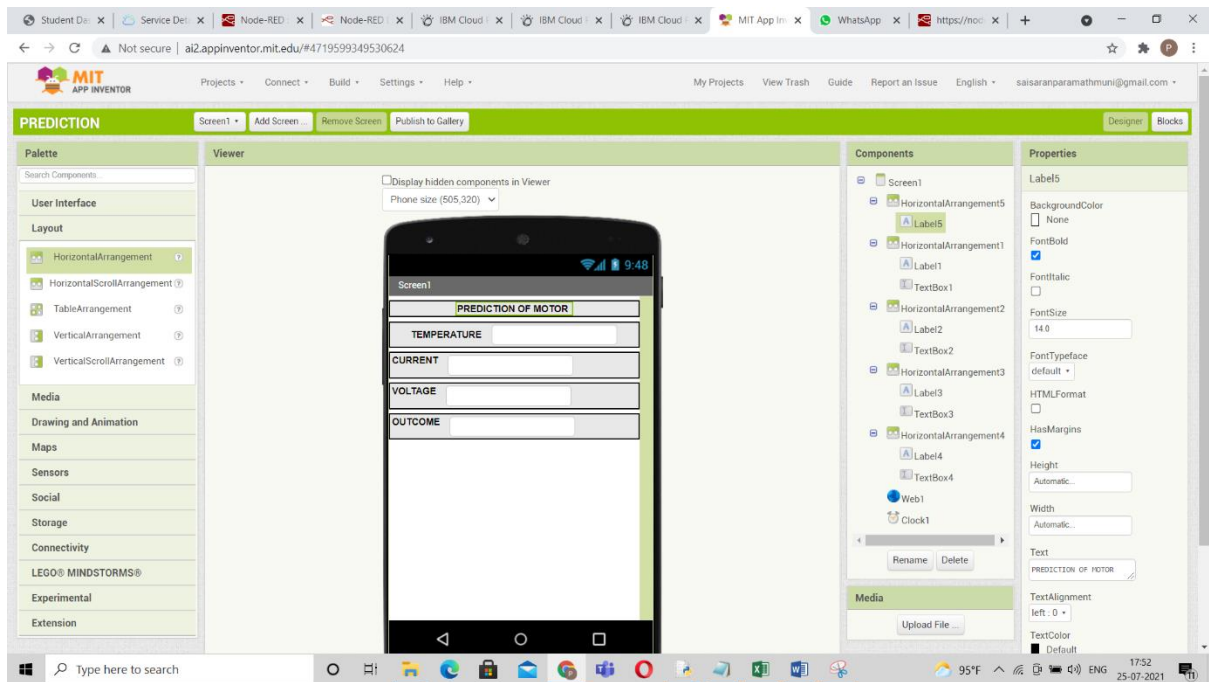 Student Da
Service Det
Node-RED :
Node-RED
IBM Cloud F
IBM Cloud F
IBM Cloud F
MIT App Inv
WhatsApp
https://nod
Not secure | ai2.appinventor.mit.edu/#4719599349530624
P
MIT
APP INVENTOR
Projects Connect Build Settings Help
My Projects View Trash Guide Report an Issue English saisaranparamathmuni@gmail.com
PREDICTION
Screen1 Add Screen ... Remove Screen Publish to Gallery
Designer Blocks
Palette
Search Components...
User Interface
Layout
HorizontalArrangement ?
HorizontalScrollArrangement ?
TableArrangement ?
VerticalArrangement ?
VerticalScrollArrangement ?
Media
Drawing and Animation
Maps
Sensors
Social
Storage
Connectivity
LEGO® MINDSTORMS®
Experimental
Extension
Viewer
Display hidden components in Viewer
Phone size (505,320)
9:48
Screen1
PREDICTION OF MOTOR
TEMPERATURE
CURRENT
VOLTAGE
OUTCOME
Components
Screen1
HorizontalArrangement5
Label5
HorizontalArrangement1
Label1
TextBox1
HorizontalArrangement2
Label2
TextBox2
HorizontalArrangement3
Label3
TextBox3
HorizontalArrangement4
Label4
TextBox4
Web1
Clock1
Rename Delete
Media
Upload File ...
Properties
Label5
BackgroundColor
None
FontBold
FontItalic
FontSize
14.0
FontTypeface
default
HTMLFormat
HasMargins
Height
Automatic...
Width
Automatic...
Text
PREDICTION OF MOTOR
TextAlignment
left : 0
TextColor
Default
Type here to search
95°F
ENG
17:52
25-07-2021